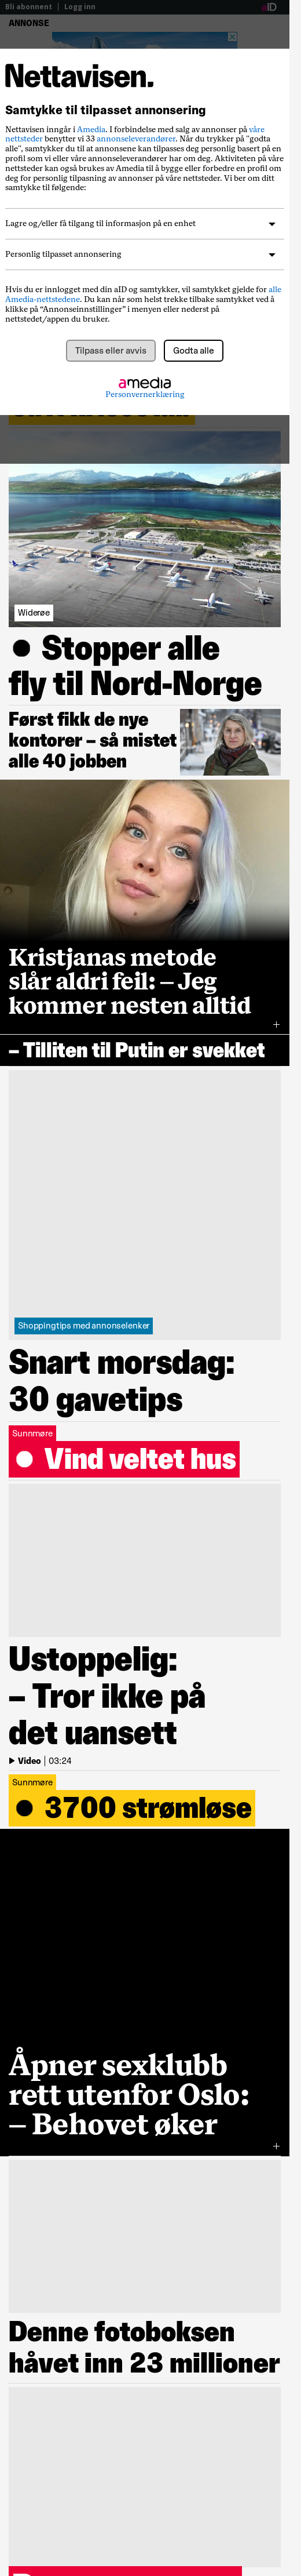 Bli abonnent | Logg inn
aID
ANNONSE
Nettavisen.
Samtykke til tilpasset annonsering
Nettavisen inngår i Amedia. I forbindelse med salg av annonser på våre
nettsteder benytter vi 33 annonseleverandører. Når du trykker på "godta
alle", samtykker du til at annonsene kan tilpasses deg personlig basert på en
profil som vi eller våre annonseleverandører har om deg. Aktiviteten på våre
nettsteder kan også brukes av Amedia til å bygge eller forbedre en profil om
deg for personlig tilpasning av annonser på våre nettsteder. Vi ber om ditt
samtykke til følgende:
Lagre og/eller få tilgang til informasjon på en enhet
Personlig tilpasset annonsering
Hvis du er innlogget med din aID og samtykker, vil samtykket gjelde for alle
Amedia-nettstedene. Du kan når som helst trekke tilbake samtykket ved å
klikke på “Annonseinnstillinger” i menyen eller nederst på
nettstedet/appen du bruker.
Tilpass eller avvis
Godta alle
amedia
Personvernerklæring
Widerøe
Stopper alle
fly til Nord-Norge
Først fikk de nye
kontorer – så mistet
alle 40 jobben
Kristjanas metode
slår aldri feil: – Jeg
kommer nesten alltid
– Tilliten til Putin er svekket
Shoppingtips med annonselenker
Snart morsdag:
30 gavetips
Sunnmøre
Vind veltet hus
Ustoppelig:
– Tror ikke på
det uansett
Video | 03:24
Sunnmøre
3700 strømløse
Åpner sexklubb
rett utenfor Oslo:
– Behovet øker
Denne fotoboksen
håvet inn 23 millioner